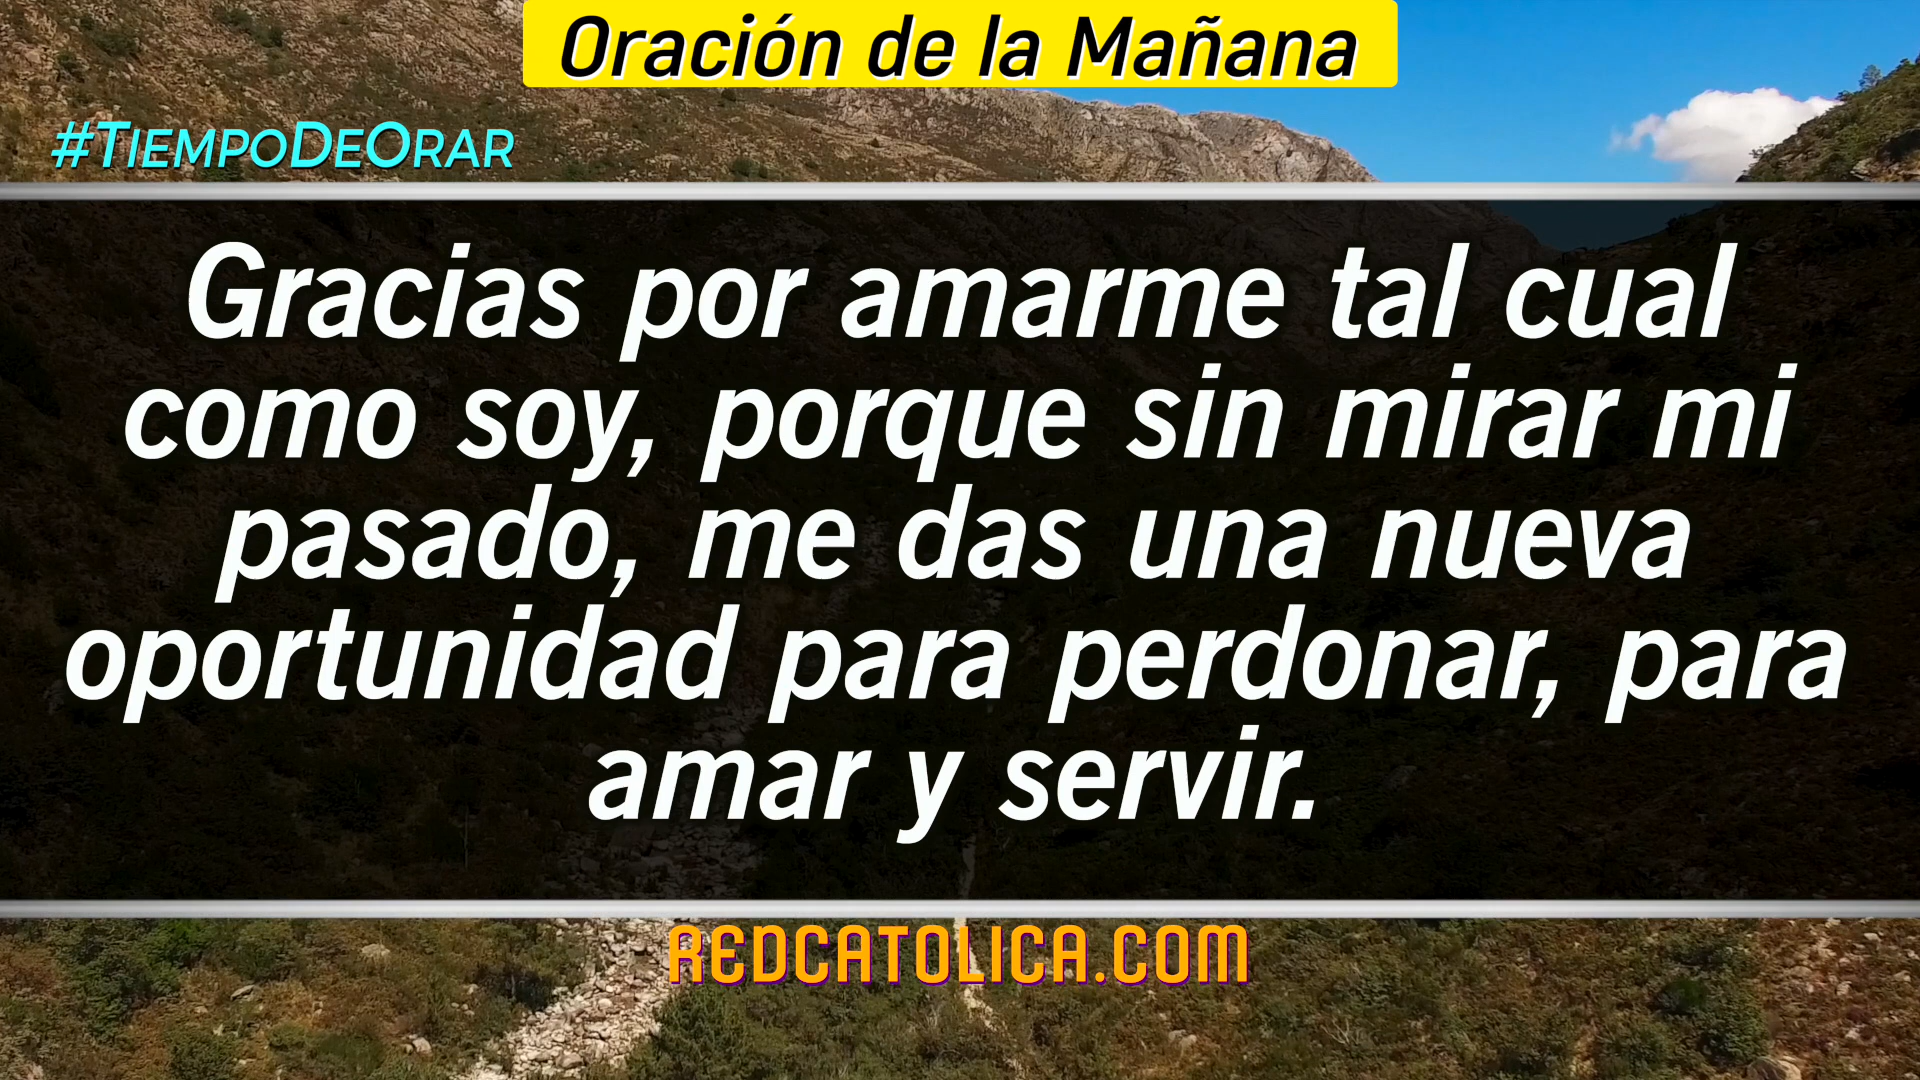 Oración de la Mañana
#TiempoDeOrar
Gracias por amarme tal cual
como soy, porque sin mirar mi
pasado, me das una nueva
oportunidad para perdonar, para
amar y servir.
REDCATOLICA.COM